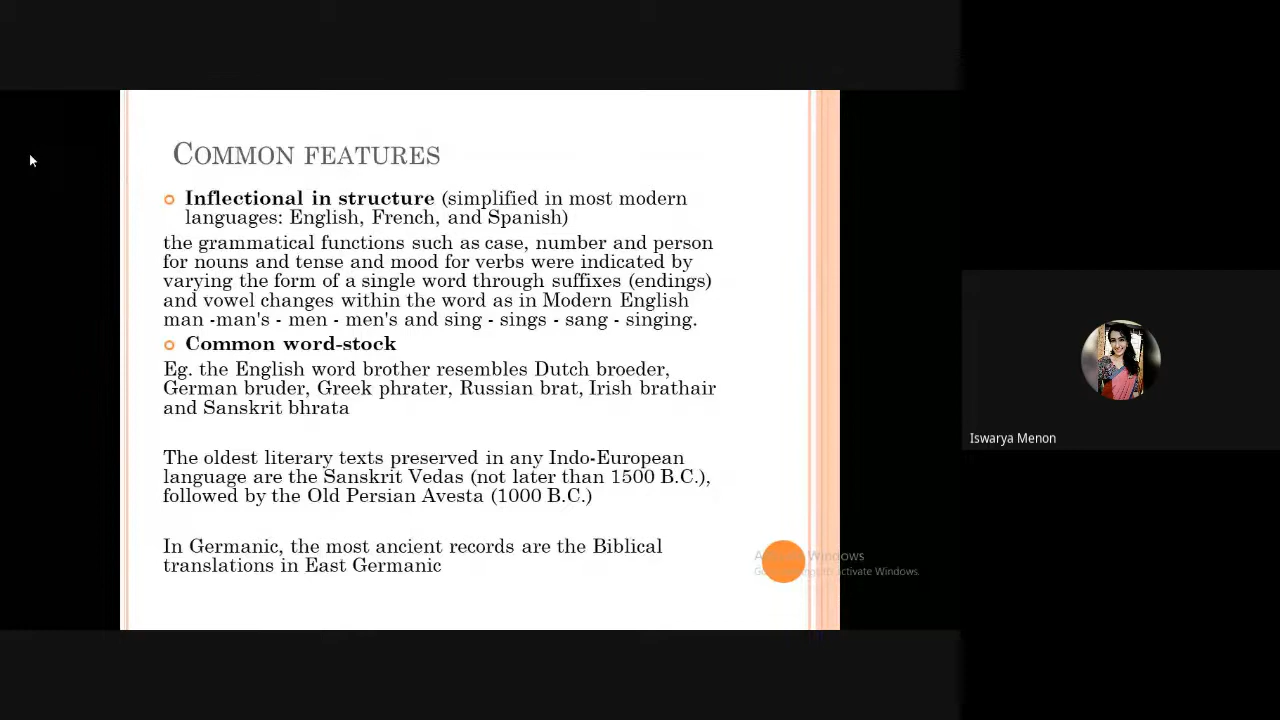 COMMON FEATURES
Inflectional in structure (simplified in most modern
languages: English, French, and Spanish)
the grammatical functions such as case, number and person
for nouns and tense and mood for verbs were indicated by
varying the form of a single word through suffixes (endings)
and vowel changes within the word as in Modern English
man -man's - men - men's and sing - sings - sang - singing.
Common word-stock
Eg. the English word brother resembles Dutch broeder,
German bruder, Greek phrater, Russian brat, Irish brathair
and Sanskrit bhrata
The oldest literary texts preserved in any Indo-European
language are the Sanskrit Vedas (not later than 1500 B.C.),
followed by the Old Persian Avesta (1000 B.C.)
In Germanic, the most ancient records are the Biblical
translations in East Germanic
Windows
activate Windows.
Iswarya Menon